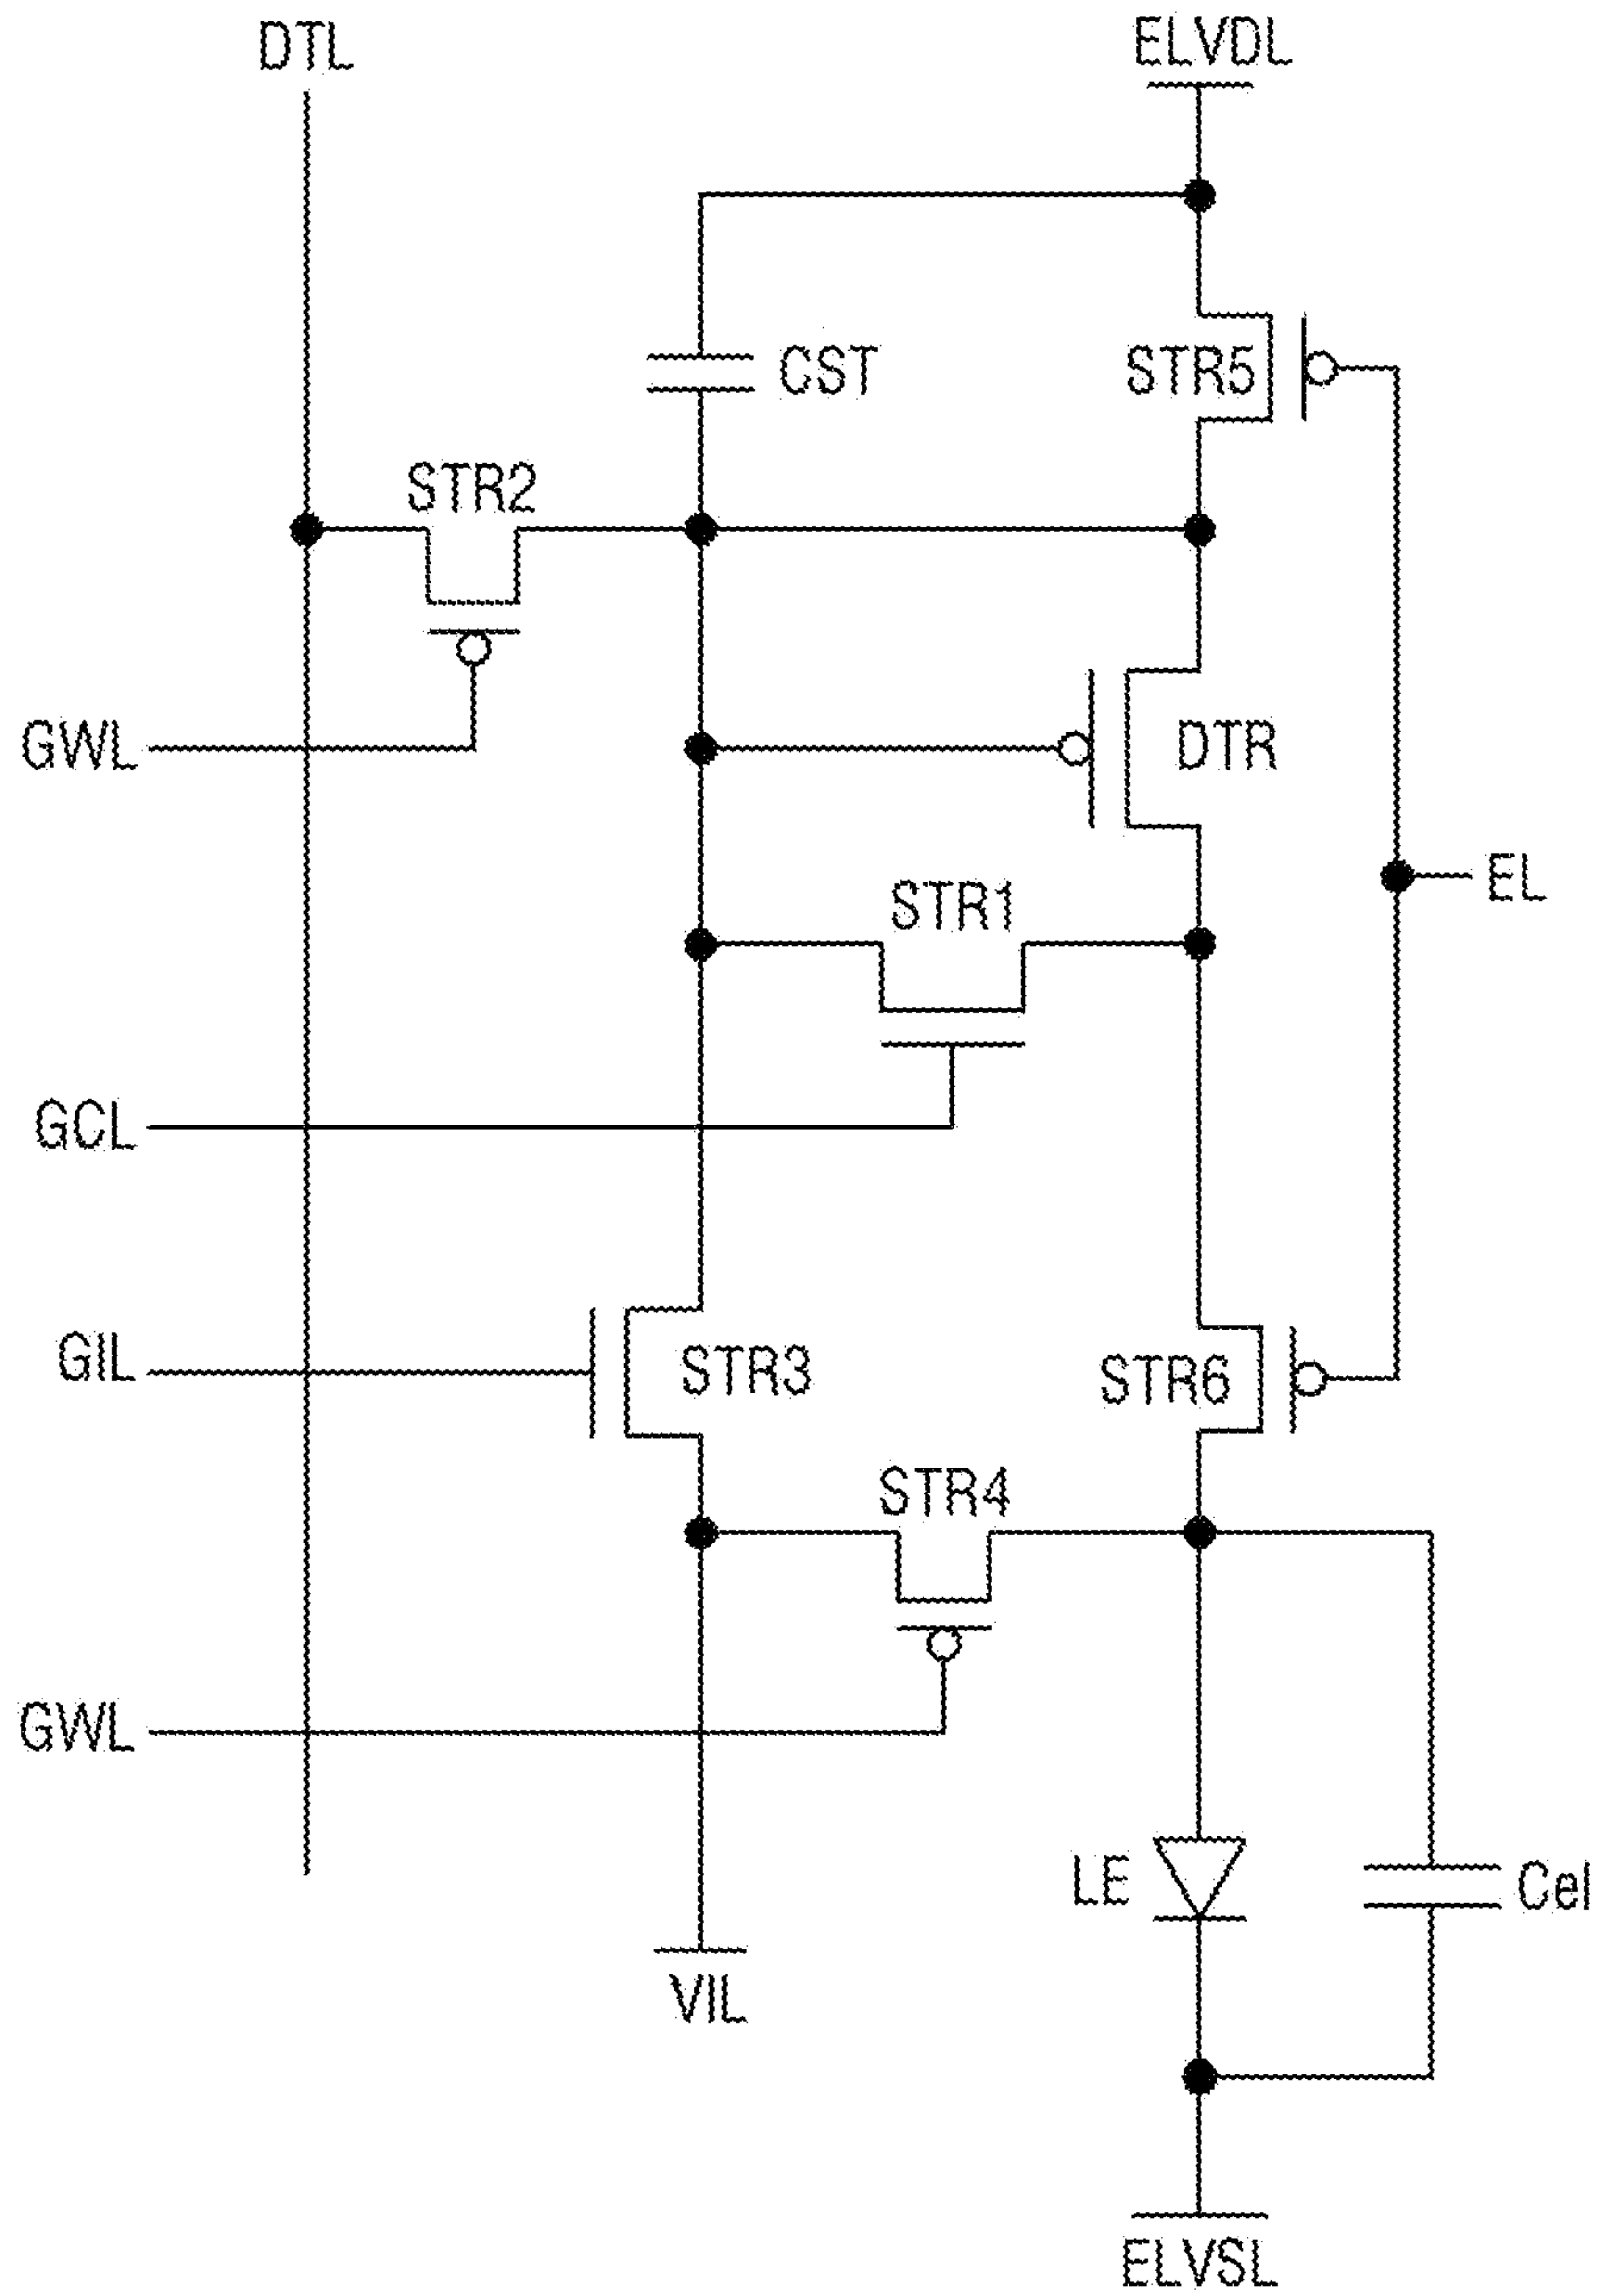 DTL
ELVDL
CST
STR5
STR2
GWL
DTR
EL
STR1
GCL
GIL
STR3
STR6
STR4
GWL
LE
Cel
VIL
ELVSL